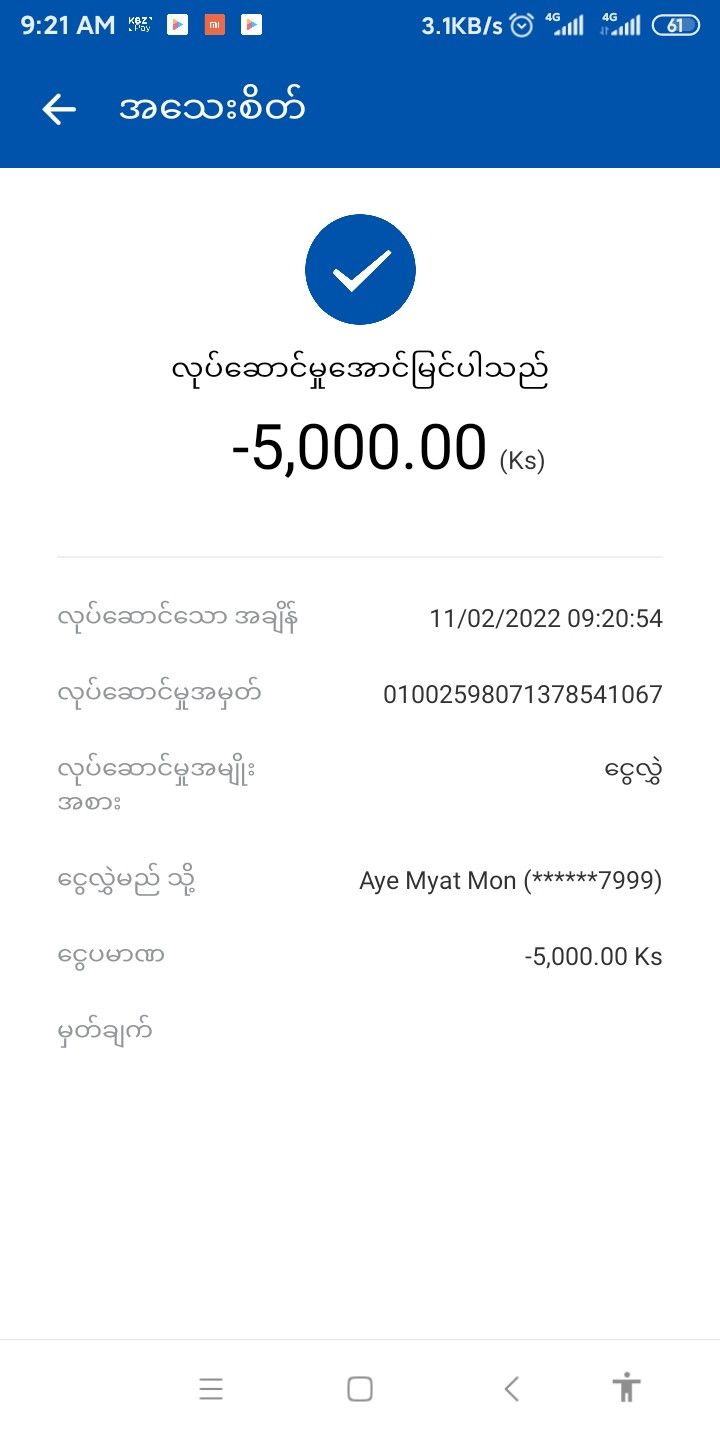 9:21 AM KBZ Pay mi 3.1KB/s 4G 4G 61
အသေးစိတ်
လုပ်ဆောင်မှုအောင်မြင်ပါသည်
-5,000.00 (Ks)
လုပ်ဆောင်သော အချိန် 11/02/2022 09:20:54
လုပ်ဆောင်မှုအမှတ် 01002598071378541067
လုပ်ဆောင်မှုအမျိုး ငွေလွှဲ
အစား
ငွေလွှဲမည် သို့ Aye Myat Mon (******7999)
ငွေပမာဏ -5,000.00 Ks
မှတ်ချက်